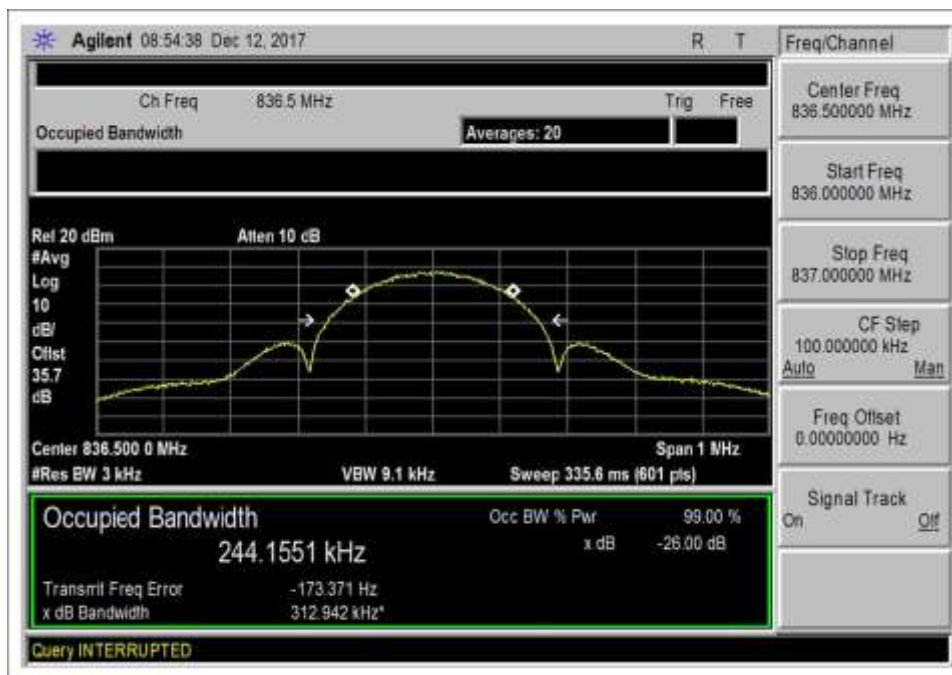 Agilent 08:54:38 Dec 12, 2017 R T
Freq/Channel
Ch Freq 836.5 MHz Trig Free
Occupied Bandwidth Averages: 20
Center Freq
836.500000 MHz
Start Freq
836.000000 MHz
Stop Freq
837.000000 MHz
CF Step
100.000000 kHz
Auto Man
Freq Offset
0.00000000 Hz
Signal Track
On Off
Ref 20 dBm Atten 10 dB
#Avg
Log
10
dB/
Offst
35.7
dB
Center 836.500 0 MHz Span 1 MHz
#Res BW 3 kHz VBW 9.1 kHz Sweep 335.6 ms (601 pts)
Occupied Bandwidth Occ BW % Pwr 99.00 %
244.1551 kHz x dB -26.00 dB
Transmit Freq Error -173.371 Hz
x dB Bandwidth 312.942 kHz*
Query INTERRUPTED